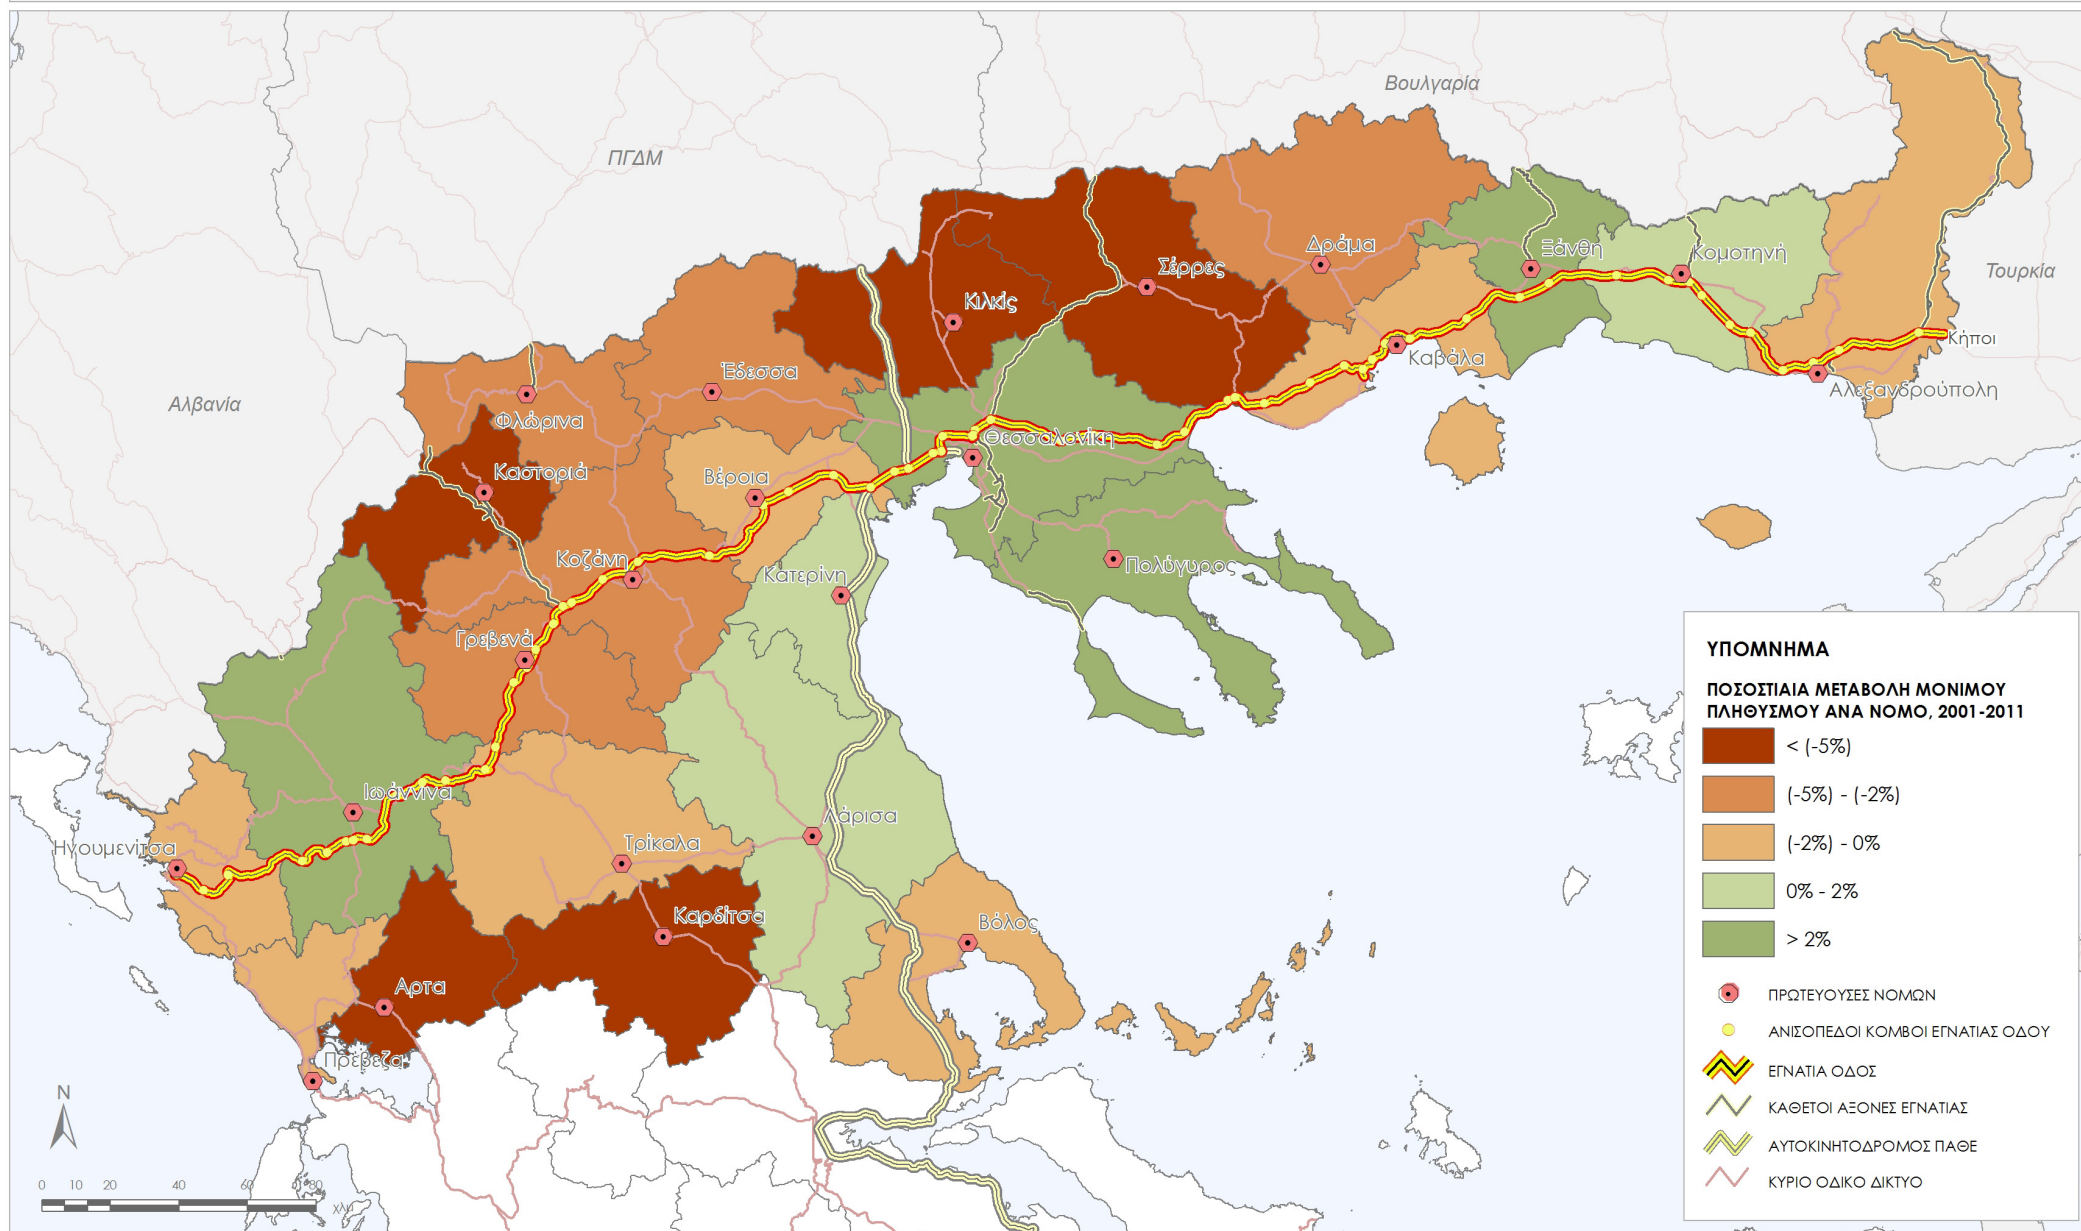 Βουλγαρία
ΠΓΔΜ
Τουρκία
Αλβανία
Δράμα
Ξάνθη
Κομοτηνή
Σέρρες
Κιλκίς
Κήποι
Καβάλα
Έδεσσα
Αλεξανδρούπολη
Φλώρινα
Θεσσαλονίκη
Καστοριά
Βέροια
Κοζάνη
Πολύγυρος
Κατερίνη
Γρεβενά
Ιωάννινα
Λάρισα
Ηγουμενίτσα
Τρίκαλα
Καρδίτσα
Βόλος
Άρτα
Πρέβεζα
N
0 10 20 40 60 80
χλμ
ΥΠΟΜΝΗΜΑ
ΠΟΣΟΣΤΙΑΙΑ ΜΕΤΑΒΟΛΗ ΜΟΝΙΜΟΥ
ΠΛΗΘΥΣΜΟΥ ΑΝΑ ΝΟΜΟ, 2001-2011
< (-5%)
(-5%) - (-2%)
(-2%) - 0%
0% - 2%
> 2%
ΠΡΩΤΕΥΟΥΣΕΣ ΝΟΜΩΝ
ΑΝΙΣΟΠΕΔΟΙ ΚΟΜΒΟΙ ΕΓΝΑΤΙΑΣ ΟΔΟΥ
ΕΓΝΑΤΙΑ ΟΔΟΣ
ΚΑΘΕΤΟΙ ΑΞΟΝΕΣ ΕΓΝΑΤΙΑΣ
ΑΥΤΟΚΙΝΗΤΟΔΡΟΜΟΣ ΠΑΘΕ
ΚΥΡΙΟ ΟΔΙΚΟ ΔΙΚΤΥΟ